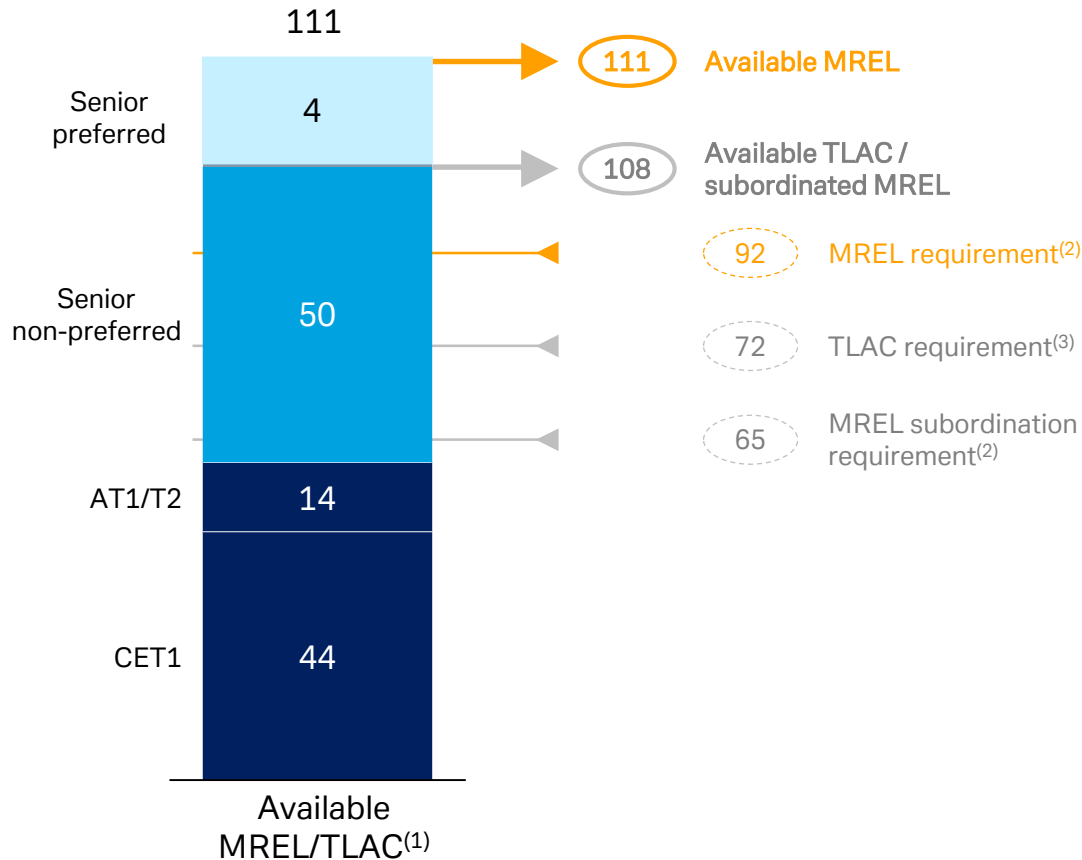 111
Senior
preferred
4
111
Available MREL
108
Available TLAC /
subordinated MREL
92
MREL requirement(2)
Senior
non-preferred
50
72
TLAC requirement(3)
65
MREL subordination
requirement(2)
AT1/T2
14
CET1
44
Available
MREL/TLAC(1)